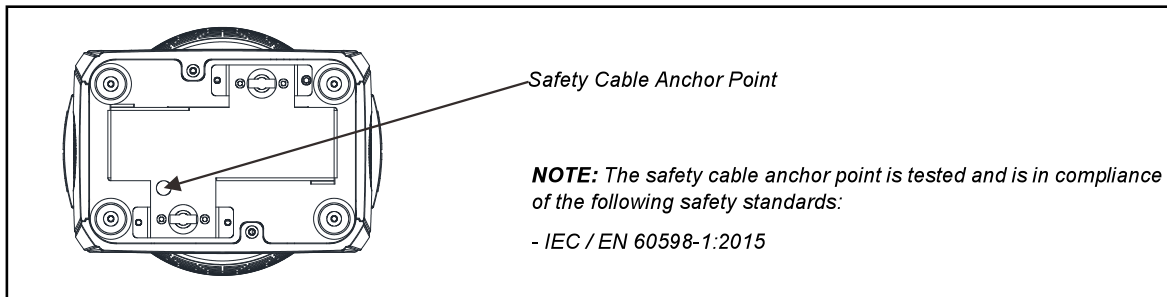 Safety Cable Anchor Point
NOTE: The safety cable anchor point is tested and is in compliance
of the following safety standards:
- IEC / EN 60598-1:2015